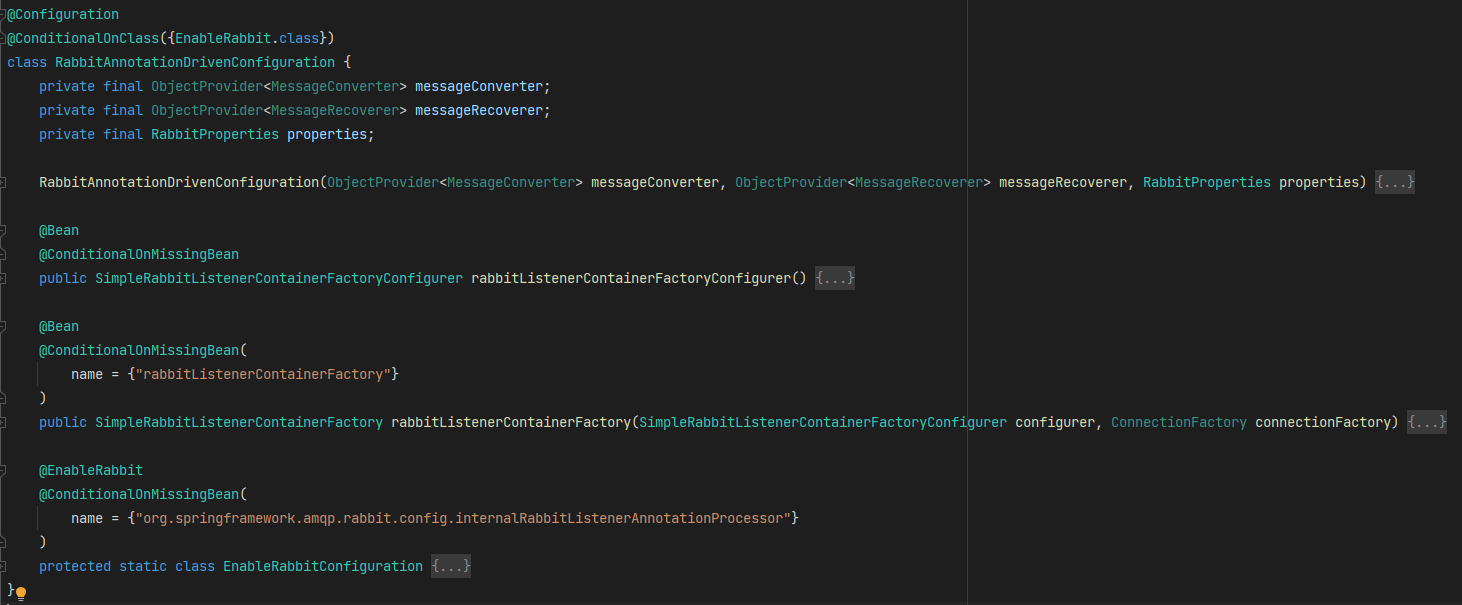 @Configuration
@ConditionalOnClass({EnableRabbit.class})
class RabbitAnnotationDrivenConfiguration {
    private final ObjectProvider<MessageConverter> messageConverter;
    private final ObjectProvider<MessageRecoverer> messageRecoverer;
    private final RabbitProperties properties;

    RabbitAnnotationDrivenConfiguration(ObjectProvider<MessageConverter> messageConverter, ObjectProvider<MessageRecoverer> messageRecoverer, RabbitProperties properties) {...}

    @Bean
    @ConditionalOnMissingBean
    public SimpleRabbitListenerContainerFactoryConfigurer rabbitListenerContainerFactoryConfigurer() {...}

    @Bean
    @ConditionalOnMissingBean(
        name = {"rabbitListenerContainerFactory"}
    )
    public SimpleRabbitListenerContainerFactory rabbitListenerContainerFactory(SimpleRabbitListenerContainerFactoryConfigurer configurer, ConnectionFactory connectionFactory) {...}

    @EnableRabbit
    @ConditionalOnMissingBean(
        name = {"org.springframework.amqp.rabbit.config.internalRabbitListenerAnnotationProcessor"}
    )
    protected static class EnableRabbitConfiguration {...}
}